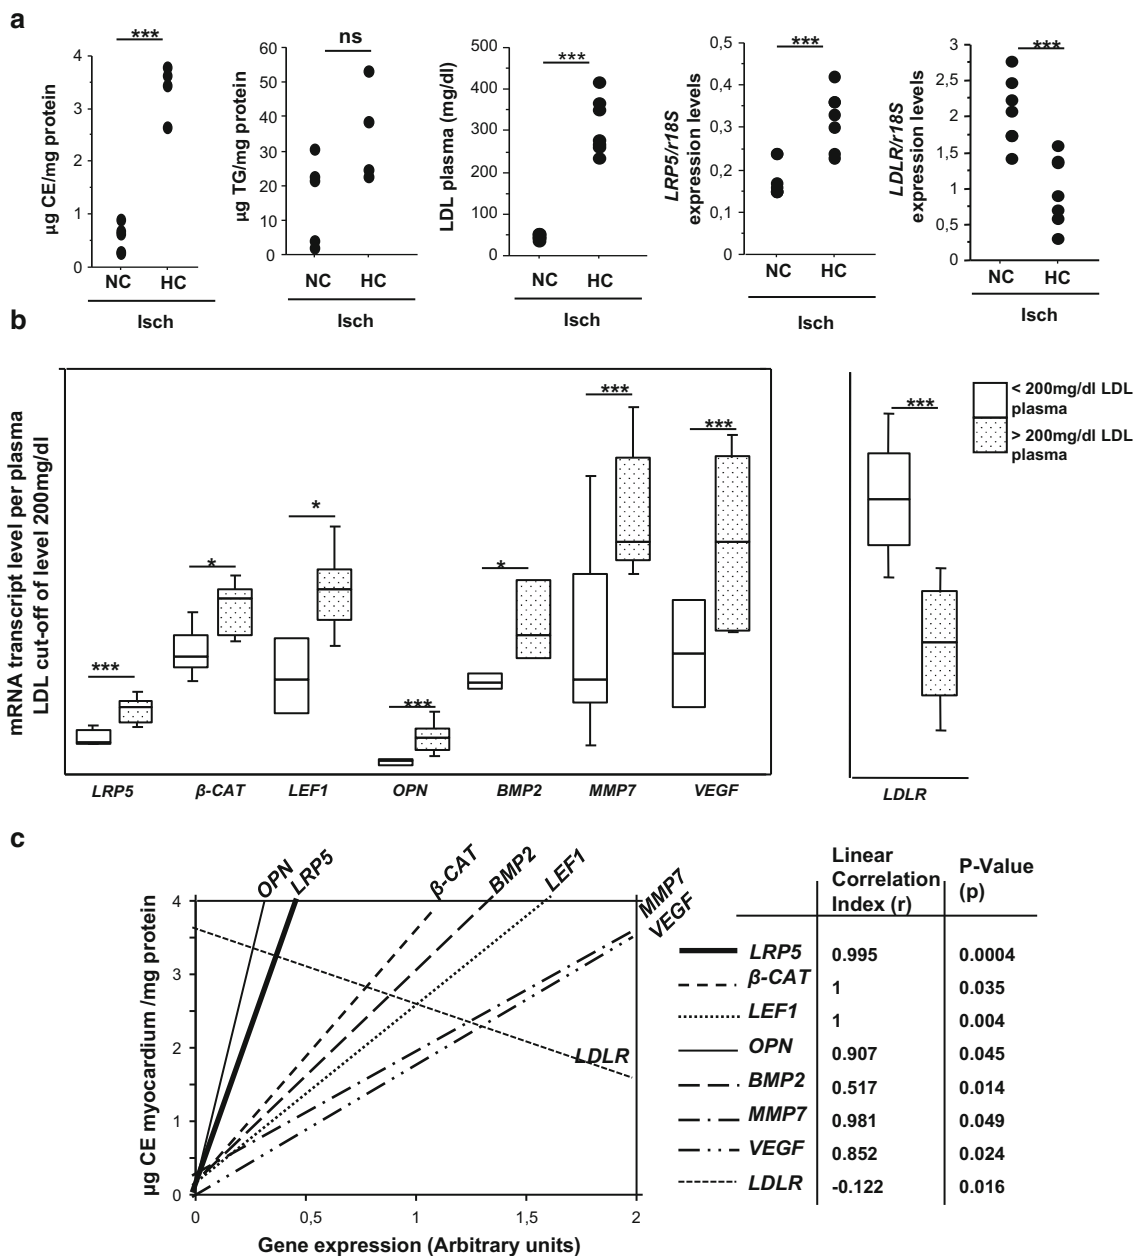 a
***
µg CE/mg protein
4
3
2
1
0
NC HC
Isch
ns
µg TG/mg protein
60
50
40
30
20
10
0
NC HC
Isch
***
LDL plasma (mg/dl)
500
400
300
200
100
0
NC HC
Isch
***
LRP5/r18S
expression levels
0,5
0,4
0,3
0,2
0,1
0
NC HC
Isch
***
LDLR/r18S
expression levels
3
2,5
2
1,5
1
0,5
0
NC HC
Isch
b
mRNA transcript level per plasma
LDL cut-off of level 200mg/dl
***
*
*
***
*
***
***
LRP5 β-CAT LEF1 OPN BMP2 MMP7 VEGF
***
LDLR
< 200mg/dl LDL
plasma
> 200mg/dl LDL
plasma
c
µg CE myocardium /mg protein
4
3
2
1
0
OPN
LRP5
β-CAT
BMP2
LEF1
MMP7
VEGF
LDLR
0 0,5 1 1,5 2
Gene expression (Arbitrary units)
Linear
Correlation
Index (r)
P-Value
(p)
LRP5 0.995 0.0004
β-CAT 1 0.035
LEF1 1 0.004
OPN 0.907 0.045
BMP2 0.517 0.014
MMP7 0.981 0.049
VEGF 0.852 0.024
LDLR -0.122 0.016